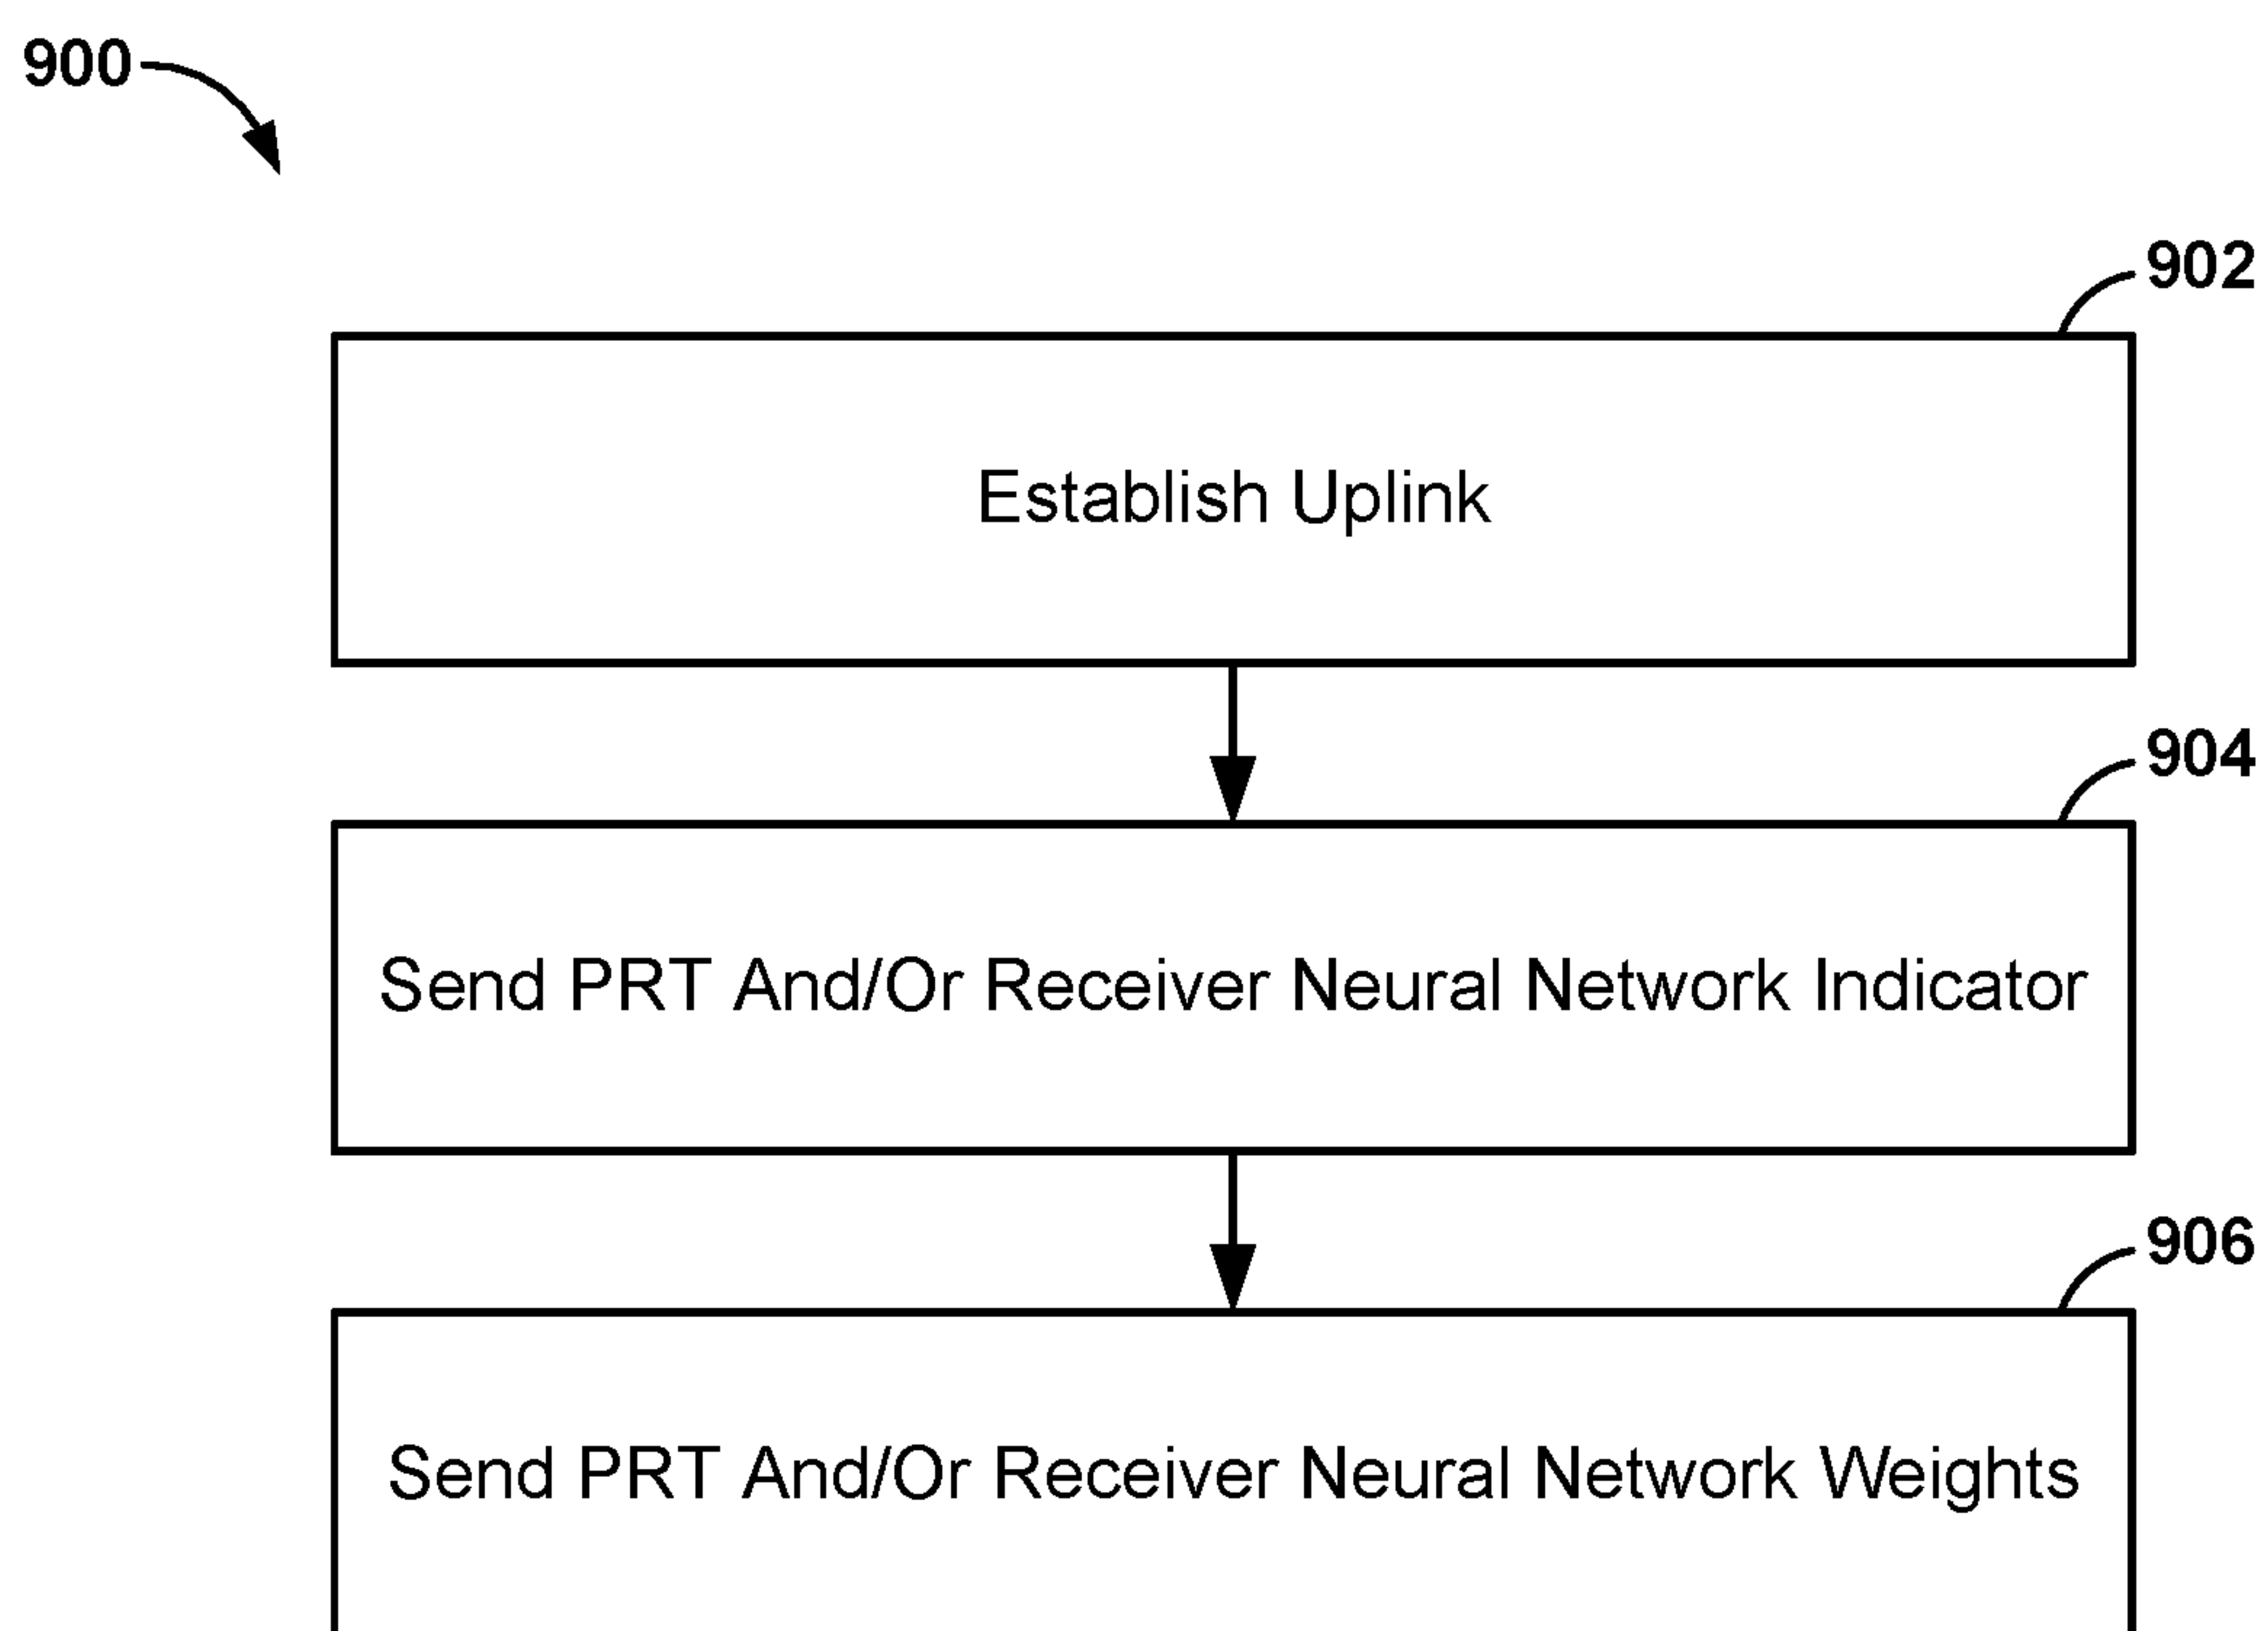 900
902
Establish Uplink
904
Send PRT And/Or Receiver Neural Network Indicator
906
Send PRT And/Or Receiver Neural Network Weights